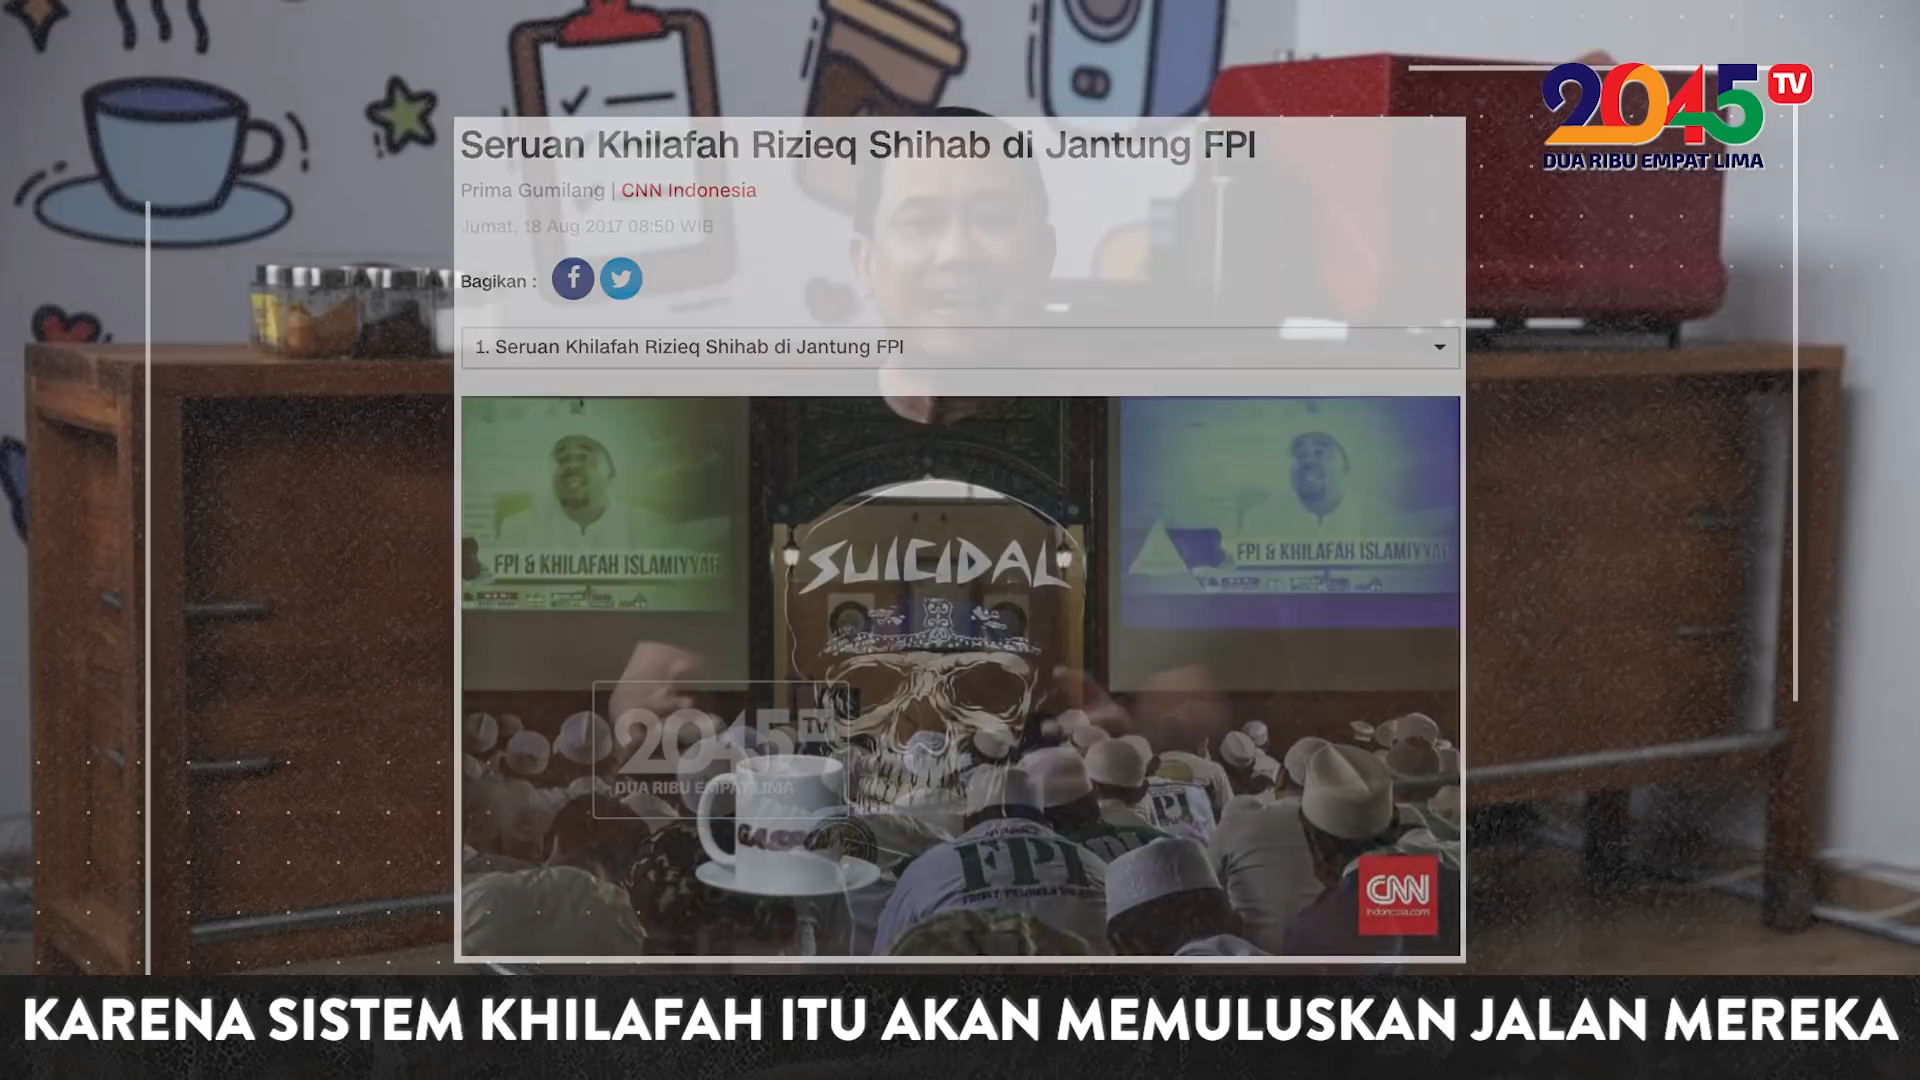 2045 TV
DUA RIBU EMPAT LIMA
Seruan Khilafah Rizieq Shihab di Jantung FPI
Prima Gumilang | CNN Indonesia
Jumat, 18 Aug 2017 08:50 WIB
Bagikan :
1. Seruan Khilafah Rizieq Shihab di Jantung FPI
FPI & KHILAFAH ISLAMIYYAH
FPI & KHILAFAH ISLAMIYYAH
SUICIDAL
2045 TV
DUA RIBU EMPAT LIMA
FPI
FPI
CNN
Indonesia.com
KARENA SISTEM KHILAFAH ITU AKAN MEMULUSKAN JALAN MEREKA